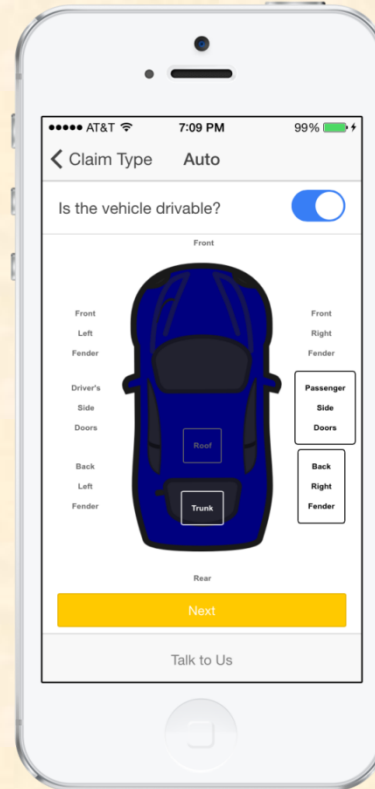 AT&T 7:09 PM 99%
Claim Type Auto
Is the vehicle drivable?
Front
Front
Left
Fender
Front
Right
Fender
Driver's
Side
Doors
Passenger
Side
Doors
Roof
Back
Left
Fender
Trunk
Back
Right
Fender
Rear
Next
Talk to Us